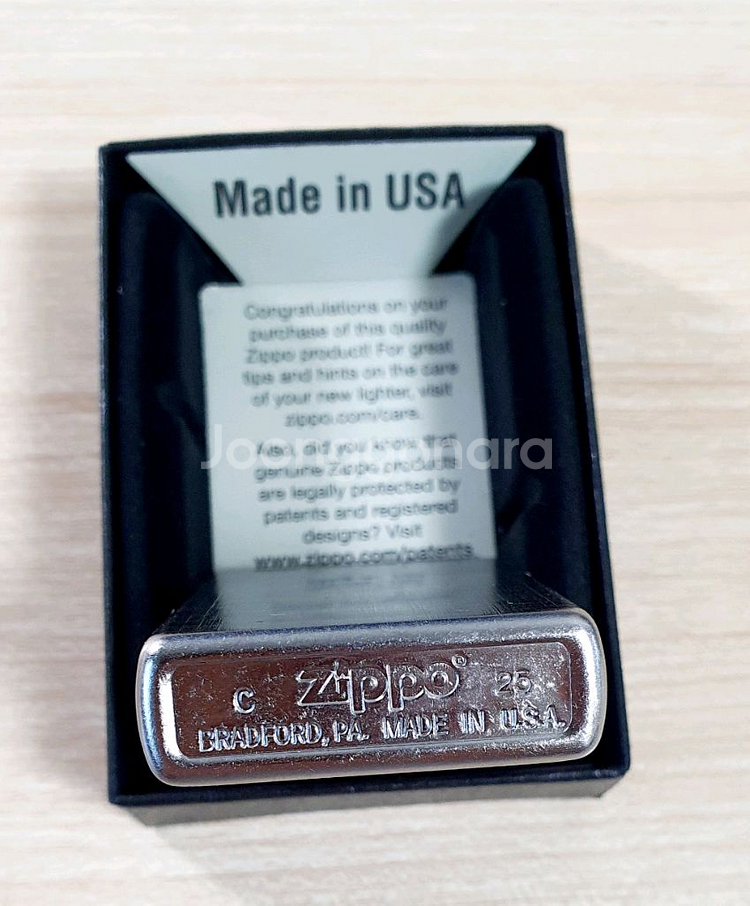 Made in USA
Congratulations on your
purchase of this quality
Zippo product! For great
tips and hints on the care
of your new lighter, visit
zippo.com/care.
Joonggonara
Also, did you know that
genuine Zippo products
are legally protected by
patents and registered
designs? Visit
www.zippo.com/patents
C zippo® 25
BRADFORD, PA. MADE IN U.S.A.